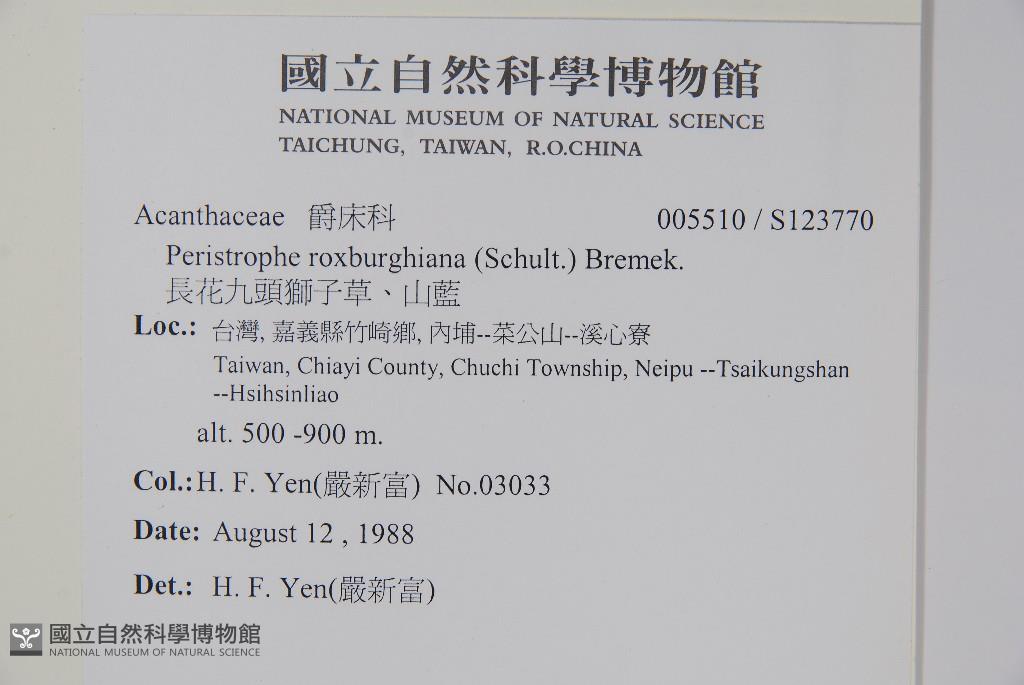 國立自然科學博物館
NATIONAL MUSEUM OF NATURAL SCIENCE
TAICHUNG, TAIWAN, R.O.CHINA
Acanthaceae 爵床科 005510 / S123770
Peristrophe roxburghiana (Schult.) Bremek.
長花九頭獅子草、山藍
Loc.: 台灣, 嘉義縣竹崎鄉, 內埔--菜公山--溪心寮
Taiwan, Chiayi County, Chuchi Township, Neipu --Tsaikungshan
--Hsihsinliao
alt. 500 -900 m.
Col.: H. F. Yen(嚴新富) No.03033
Date: August 12 , 1988
Det.: H. F. Yen(嚴新富)
國立自然科學博物館
NATIONAL MUSEUM OF NATURAL SCIENCE